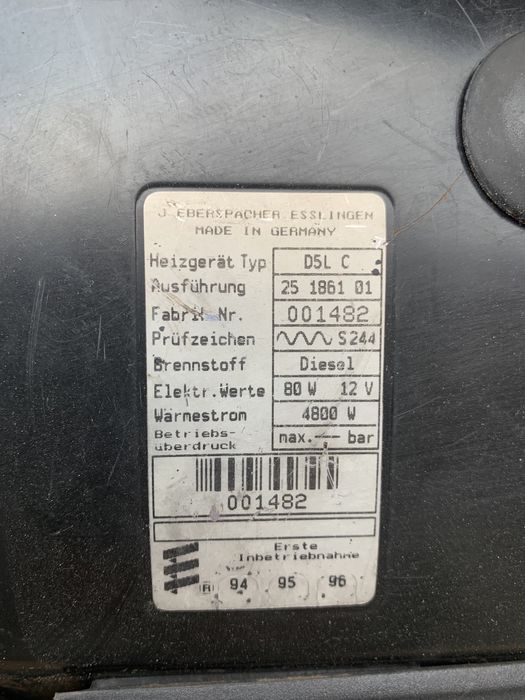 J. EBERSPÄCHER ESSLINGEN
MADE IN GERMANY
Heizgerät Typ D5L C
Ausführung 25 1861 01
Fabrik Nr. 001482
Prüfzeichen S244
Brennstoff Diesel
Elektr.Werte 80 W 12 V
Wärmestrom 4800 W
Betriebs-
überdruck max.--- bar
001482
Erste
Inbetriebnahme
R 94 95 96